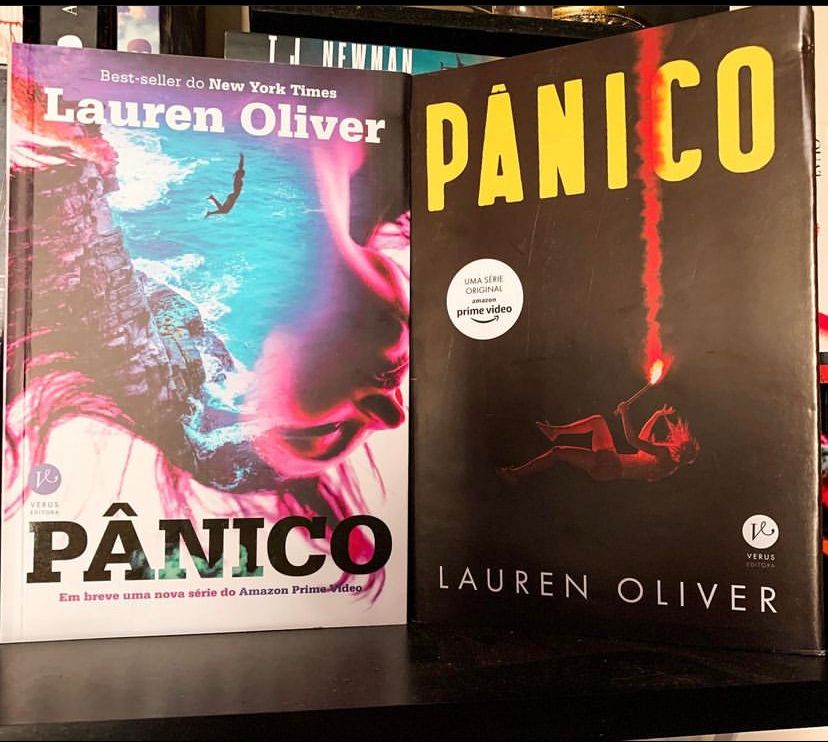 T.J. NEWMAN
Best-seller do New York Times
Lauren Oliver
VERUS
EDITORA
PÂNICO
Em breve uma nova série do Amazon Prime Video
PÂNICO
UMA SÉRIE
ORIGINAL
amazon
prime video
VERUS
EDITORA
LAUREN OLIVER